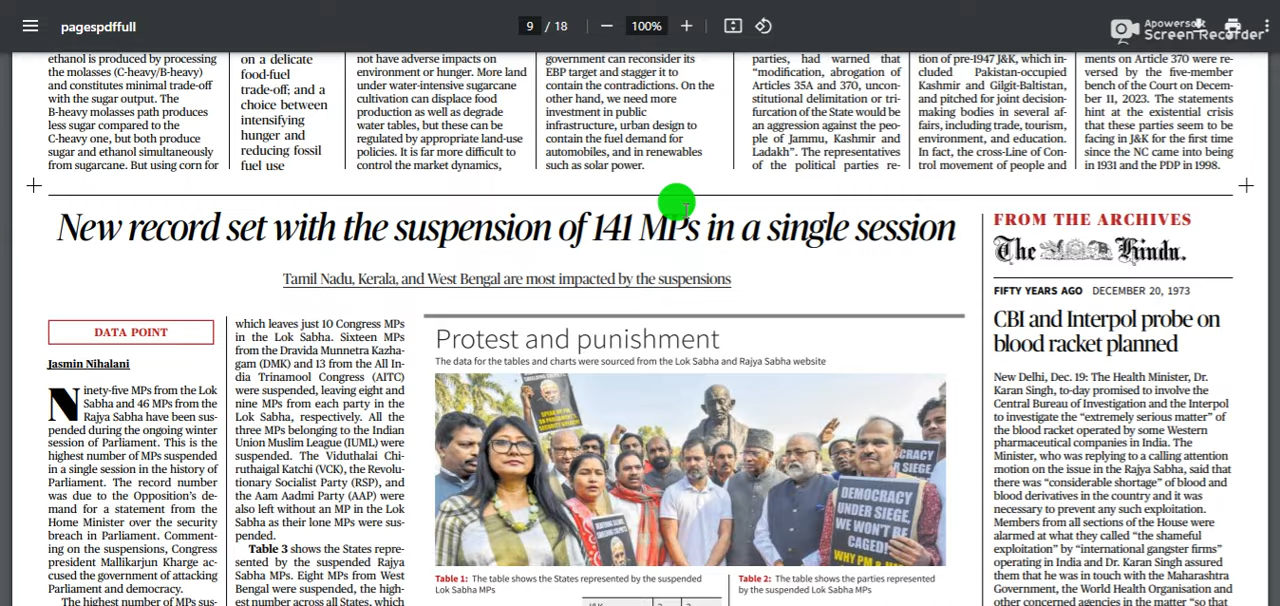 pagespdffull
9 / 18
100%
Apowersoft
Screen Recorder
ethanol is produced by processing
the molasses (C-heavy/B-heavy)
and constitutes minimal trade-off
with the sugar output. The
B-heavy molasses path produces
less sugar compared to the
C-heavy one, but both produce
sugar and ethanol simultaneously
from sugarcane. But using corn for
on a delicate
food-fuel
trade-off; and a
choice between
intensifying
hunger and
reducing fossil
fuel use
not have adverse impacts on
environment or hunger. More land
under water-intensive sugarcane
cultivation can displace food
production as well as degrade
water tables, but these can be
regulated by appropriate land-use
policies. It is far more difficult to
control the market dynamics,
government can reconsider its
EBP target and stagger it to
contain the contradictions. On the
other hand, we need more
investment in public
infrastructure, urban design to
contain the fuel demand for
automobiles, and in renewables
such as solar power.
parties, had warned that
“modification, abrogation of
Articles 35A and 370, uncon-
stitutional delimitation or tri-
furcation of the State would be
an aggression against the peo-
ple of Jammu, Kashmir and
Ladakh”. The representatives
of the political parties re-
tion of pre-1947 J&K, which in-
cluded Pakistan-occupied
Kashmir and Gilgit-Baltistan,
and pitched for joint decision-
making bodies in several af-
fairs, including trade, tourism,
environment, and education.
In fact, the cross-Line of Con-
trol movement of people and
ments on Article 370 were re-
versed by the five-member
bench of the Court on Decem-
ber 11, 2023. The statements
hint at the existential crisis
that these parties seem to be
facing in J&K for the first time
since the NC came into being
in 1931 and the PDP in 1998.
New record set with the suspension of 141 MPs in a single session
Tamil Nadu, Kerala, and West Bengal are most impacted by the suspensions
DATA POINT
Jasmin Nihalani
Ninety-five MPs from the Lok
Sabha and 46 MPs from the
Rajya Sabha have been sus-
pended during the ongoing winter
session of Parliament. This is the
highest number of MPs suspended
in a single session in the history of
Parliament. The record number
was due to the Opposition’s de-
mand for a statement from the
Home Minister over the security
breach in Parliament. Comment-
ing on the suspensions, Congress
president Mallikarjun Kharge ac-
cused the government of attacking
Parliament and democracy.
The highest number of MPs sus-
which leaves just 10 Congress MPs
in the Lok Sabha. Sixteen MPs
from the Dravida Munnetra Kazha-
gam (DMK) and 13 from the All In-
dia Trinamool Congress (AITC)
were suspended, leaving eight and
nine MPs from each party in the
Lok Sabha, respectively. All the
three MPs belonging to the Indian
Union Muslim League (IUML) were
suspended. The Viduthalai Chi-
ruthaigal Katchi (VCK), the Revolu-
tionary Socialist Party (RSP), and
the Aam Aadmi Party (AAP) were
also left without an MP in the Lok
Sabha as their lone MPs were sus-
pended.
Table 3 shows the States repre-
sented by the suspended Rajya
Sabha MPs. Eight MPs from West
Bengal were suspended, the high-
est number across all States, which
Protest and punishment
The data for the tables and charts were sourced from the Lok Sabha and Rajya Sabha website
DEMOCRACY
UNDER SIEGE,
WE WON'T BE
CAGED!
Table 1: The table shows the States represented by the suspended
Lok Sabha MPs
Table 2: The table shows the parties represented
by the suspended Lok Sabha MPs
FROM THE ARCHIVES
The Hindu.
FIFTY YEARS AGO DECEMBER 20, 1973
CBI and Interpol probe on
blood racket planned
New Delhi, Dec. 19: The Health Minister, Dr.
Karan Singh, to-day promised to involve the
Central Bureau of Investigation and the Interpol
to investigate the “extremely serious matter” of
the blood racket operated by some Western
pharmaceutical companies in India. The
Minister, who was replying to a calling attention
motion on the issue in the Rajya Sabha, said that
there was “considerable shortage” of blood and
blood derivatives in the country and it was
necessary to prevent any such exploitation.
Members from all sections of the House were
alarmed at what they called “the shameful
exploitation” by “international gangster firms”
operating in India and Dr. Karan Singh assured
them that he was in touch with the Maharashtra
Government, the World Health Organisation and
other concerned agencies in the matter “so that